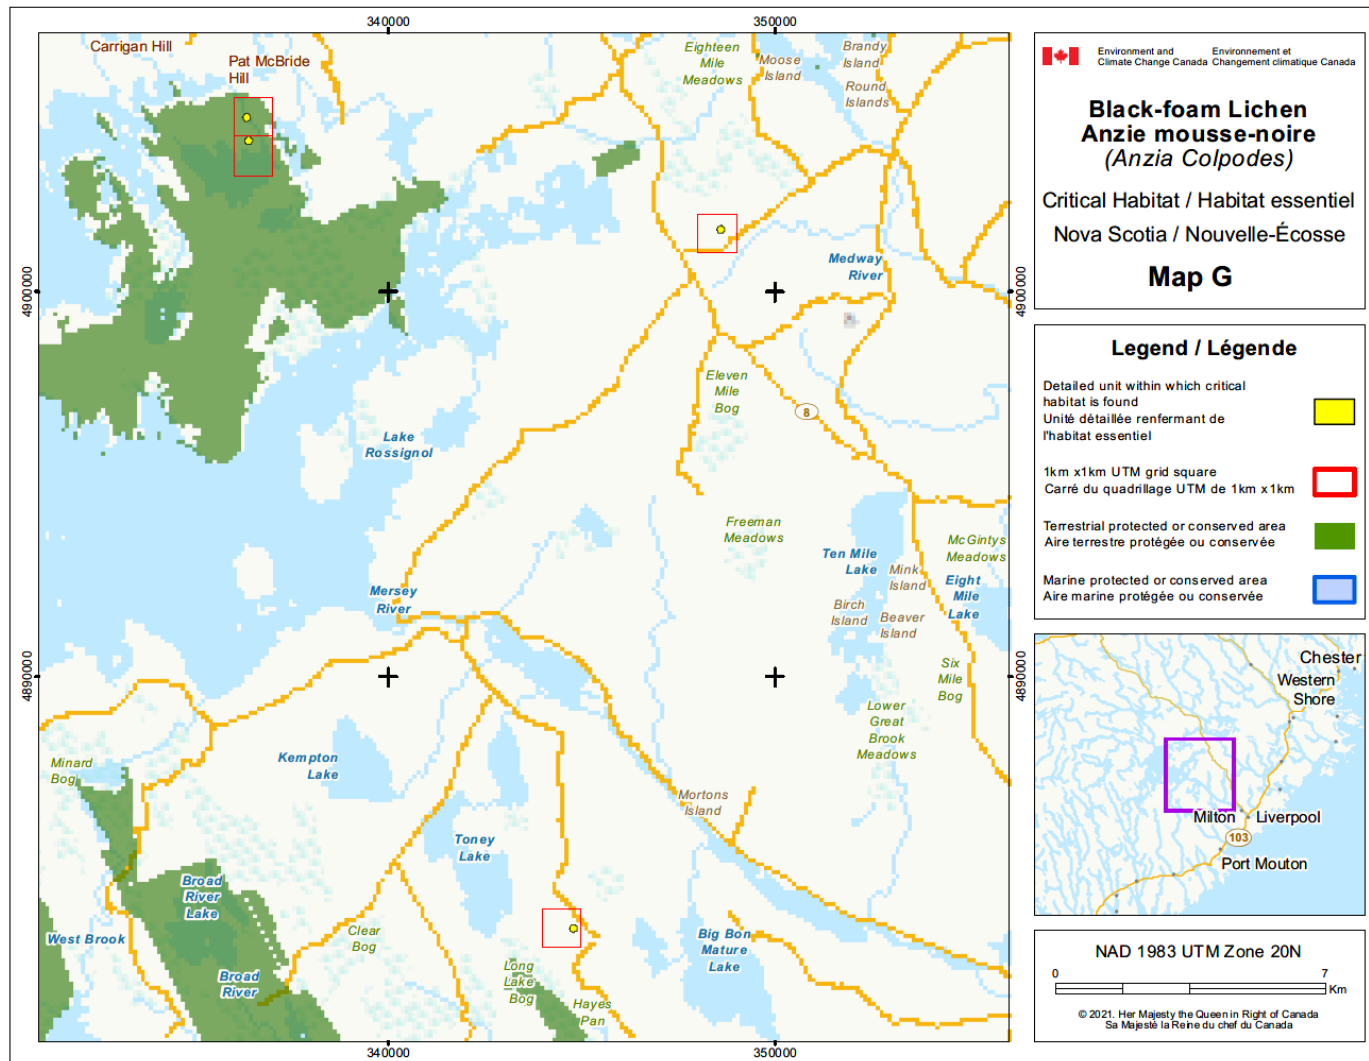 340000
350000
Carrigan Hill
Pat McBride
Hill
Eighteen
Mile
Meadows
Moose
Island
Brandy
Island
Round
Islands
Medway
River
4900000
4900000
Eleven
Mile
Bog
8
Lake
Rossignol
Freeman
Meadows
Ten Mile
Lake
McGintys
Meadows
Mink
Island
Eight
Mile
Lake
Birch
Island
Beaver
Island
Mersey
River
Six
Mile
Bog
4890000
4890000
Lower
Great
Brook
Meadows
Kempton
Lake
Minard
Bog
Mortons
Island
Toney
Lake
Broad
River
Lake
West Brook
Clear
Bog
Big Bon
Mature
Lake
Broad
River
Long
Lake
Bog
Hayes
Pan
340000
350000
Environment and
Climate Change Canada
Environnement et
Changement climatique Canada
Black-foam Lichen
Anzie mousse-noire
(Anzia Colpodes)
Critical Habitat / Habitat essentiel
Nova Scotia / Nouvelle-Écosse
Map G
Legend / Légende
Detailed unit within which critical
habitat is found
Unité détaillée renfermant de
l'habitat essentiel
1km x1km UTM grid square
Carré du quadrillage UTM de 1km x1km
Terrestrial protected or conserved area
Aire terrestre protégée ou conservée
Marine protected or conserved area
Aire marine protégée ou conservée
Chester
Western
Shore
Milton
Liverpool
103
Port Mouton
NAD 1983 UTM Zone 20N
0 7
Km
© 2021. Her Majesty the Queen in Right of Canada
Sa Majesté la Reine du chef du Canada